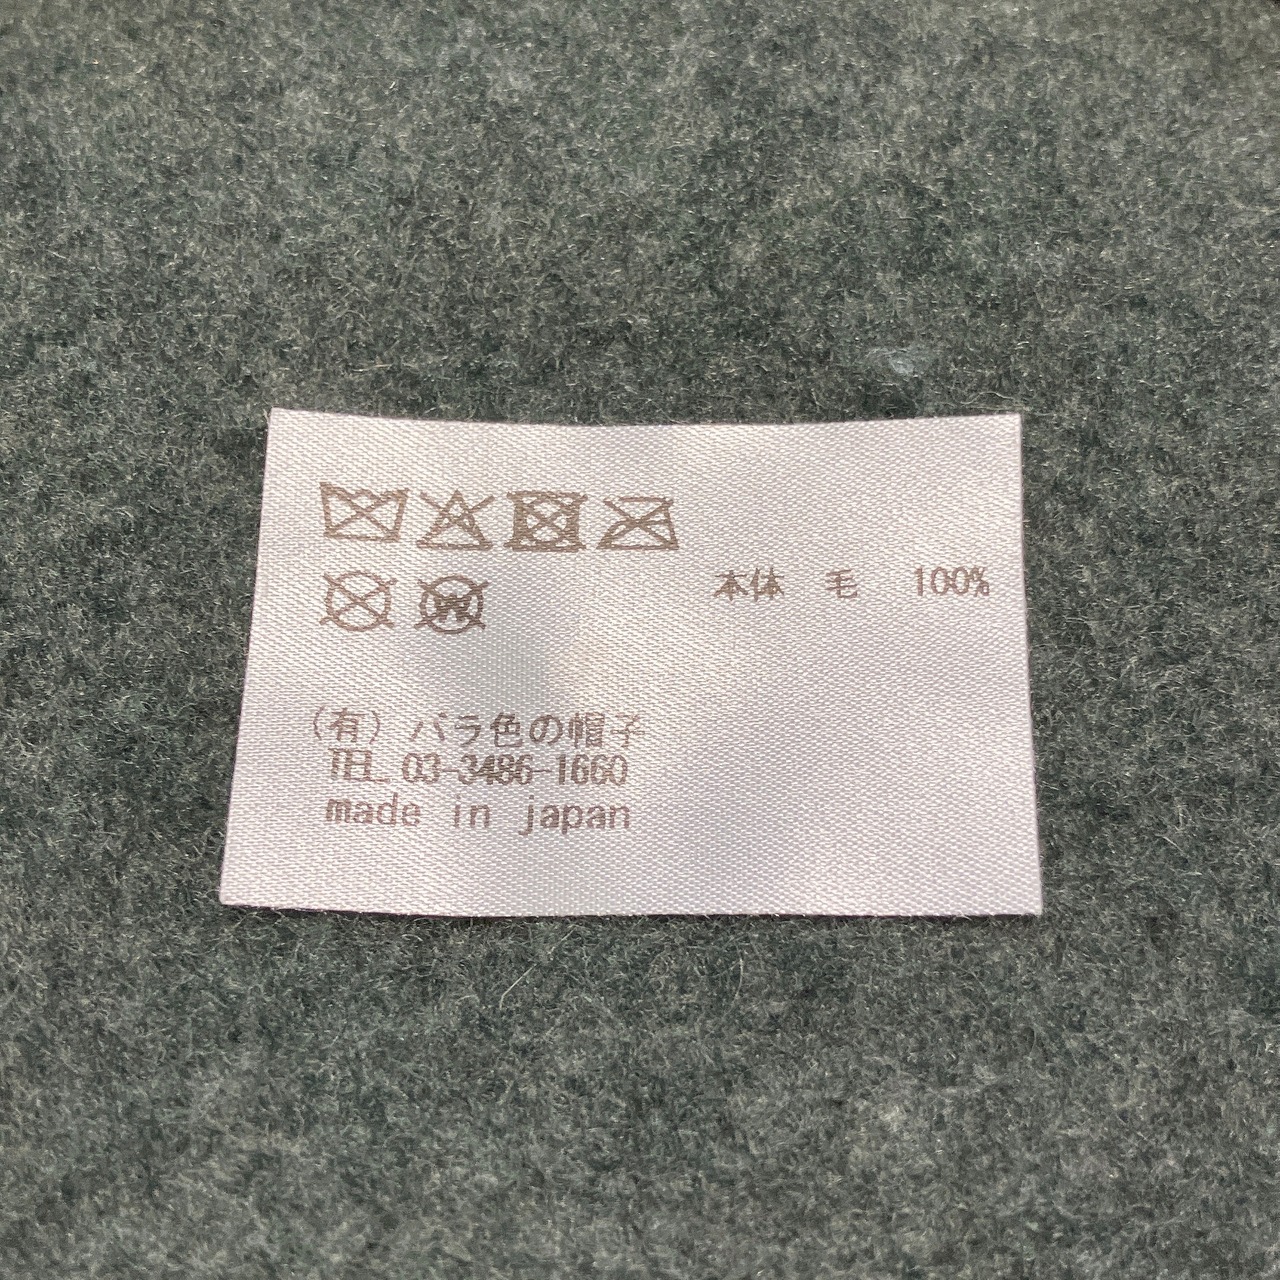 本体 毛 100%
(有) バラ色の帽子
TEL 03-3486-1660
made in japan